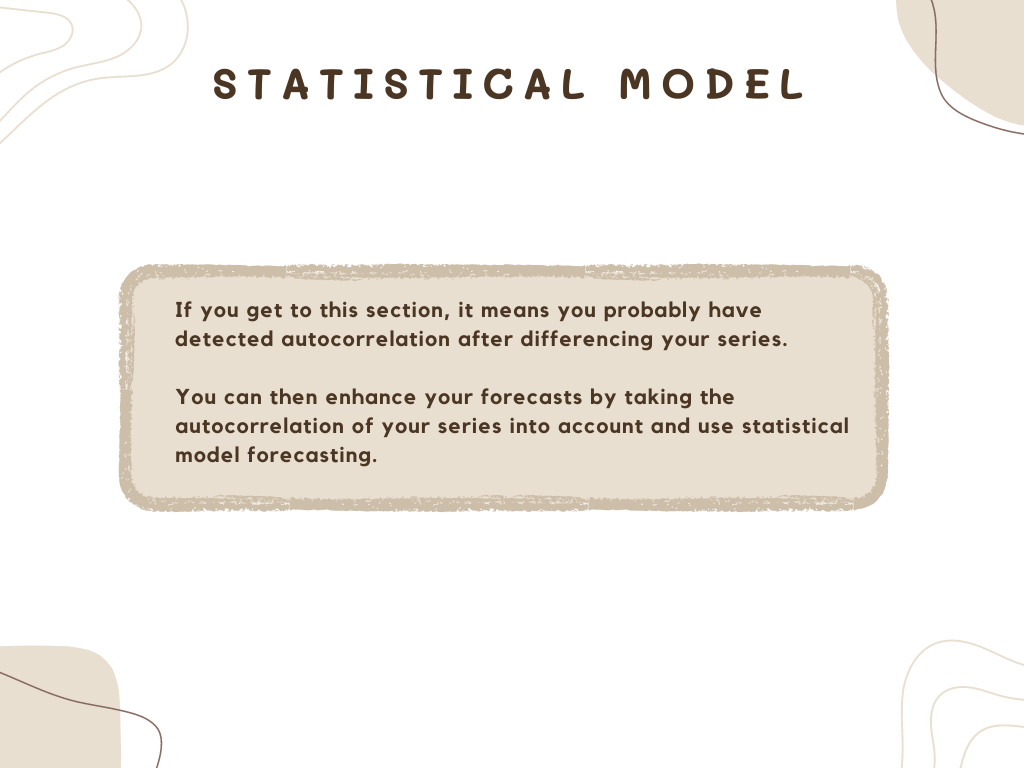 STATISTICAL MODEL
If you get to this section, it means you probably have
detected autocorrelation after differencing your series.
You can then enhance your forecasts by taking the
autocorrelation of your series into account and use statistical
model forecasting.